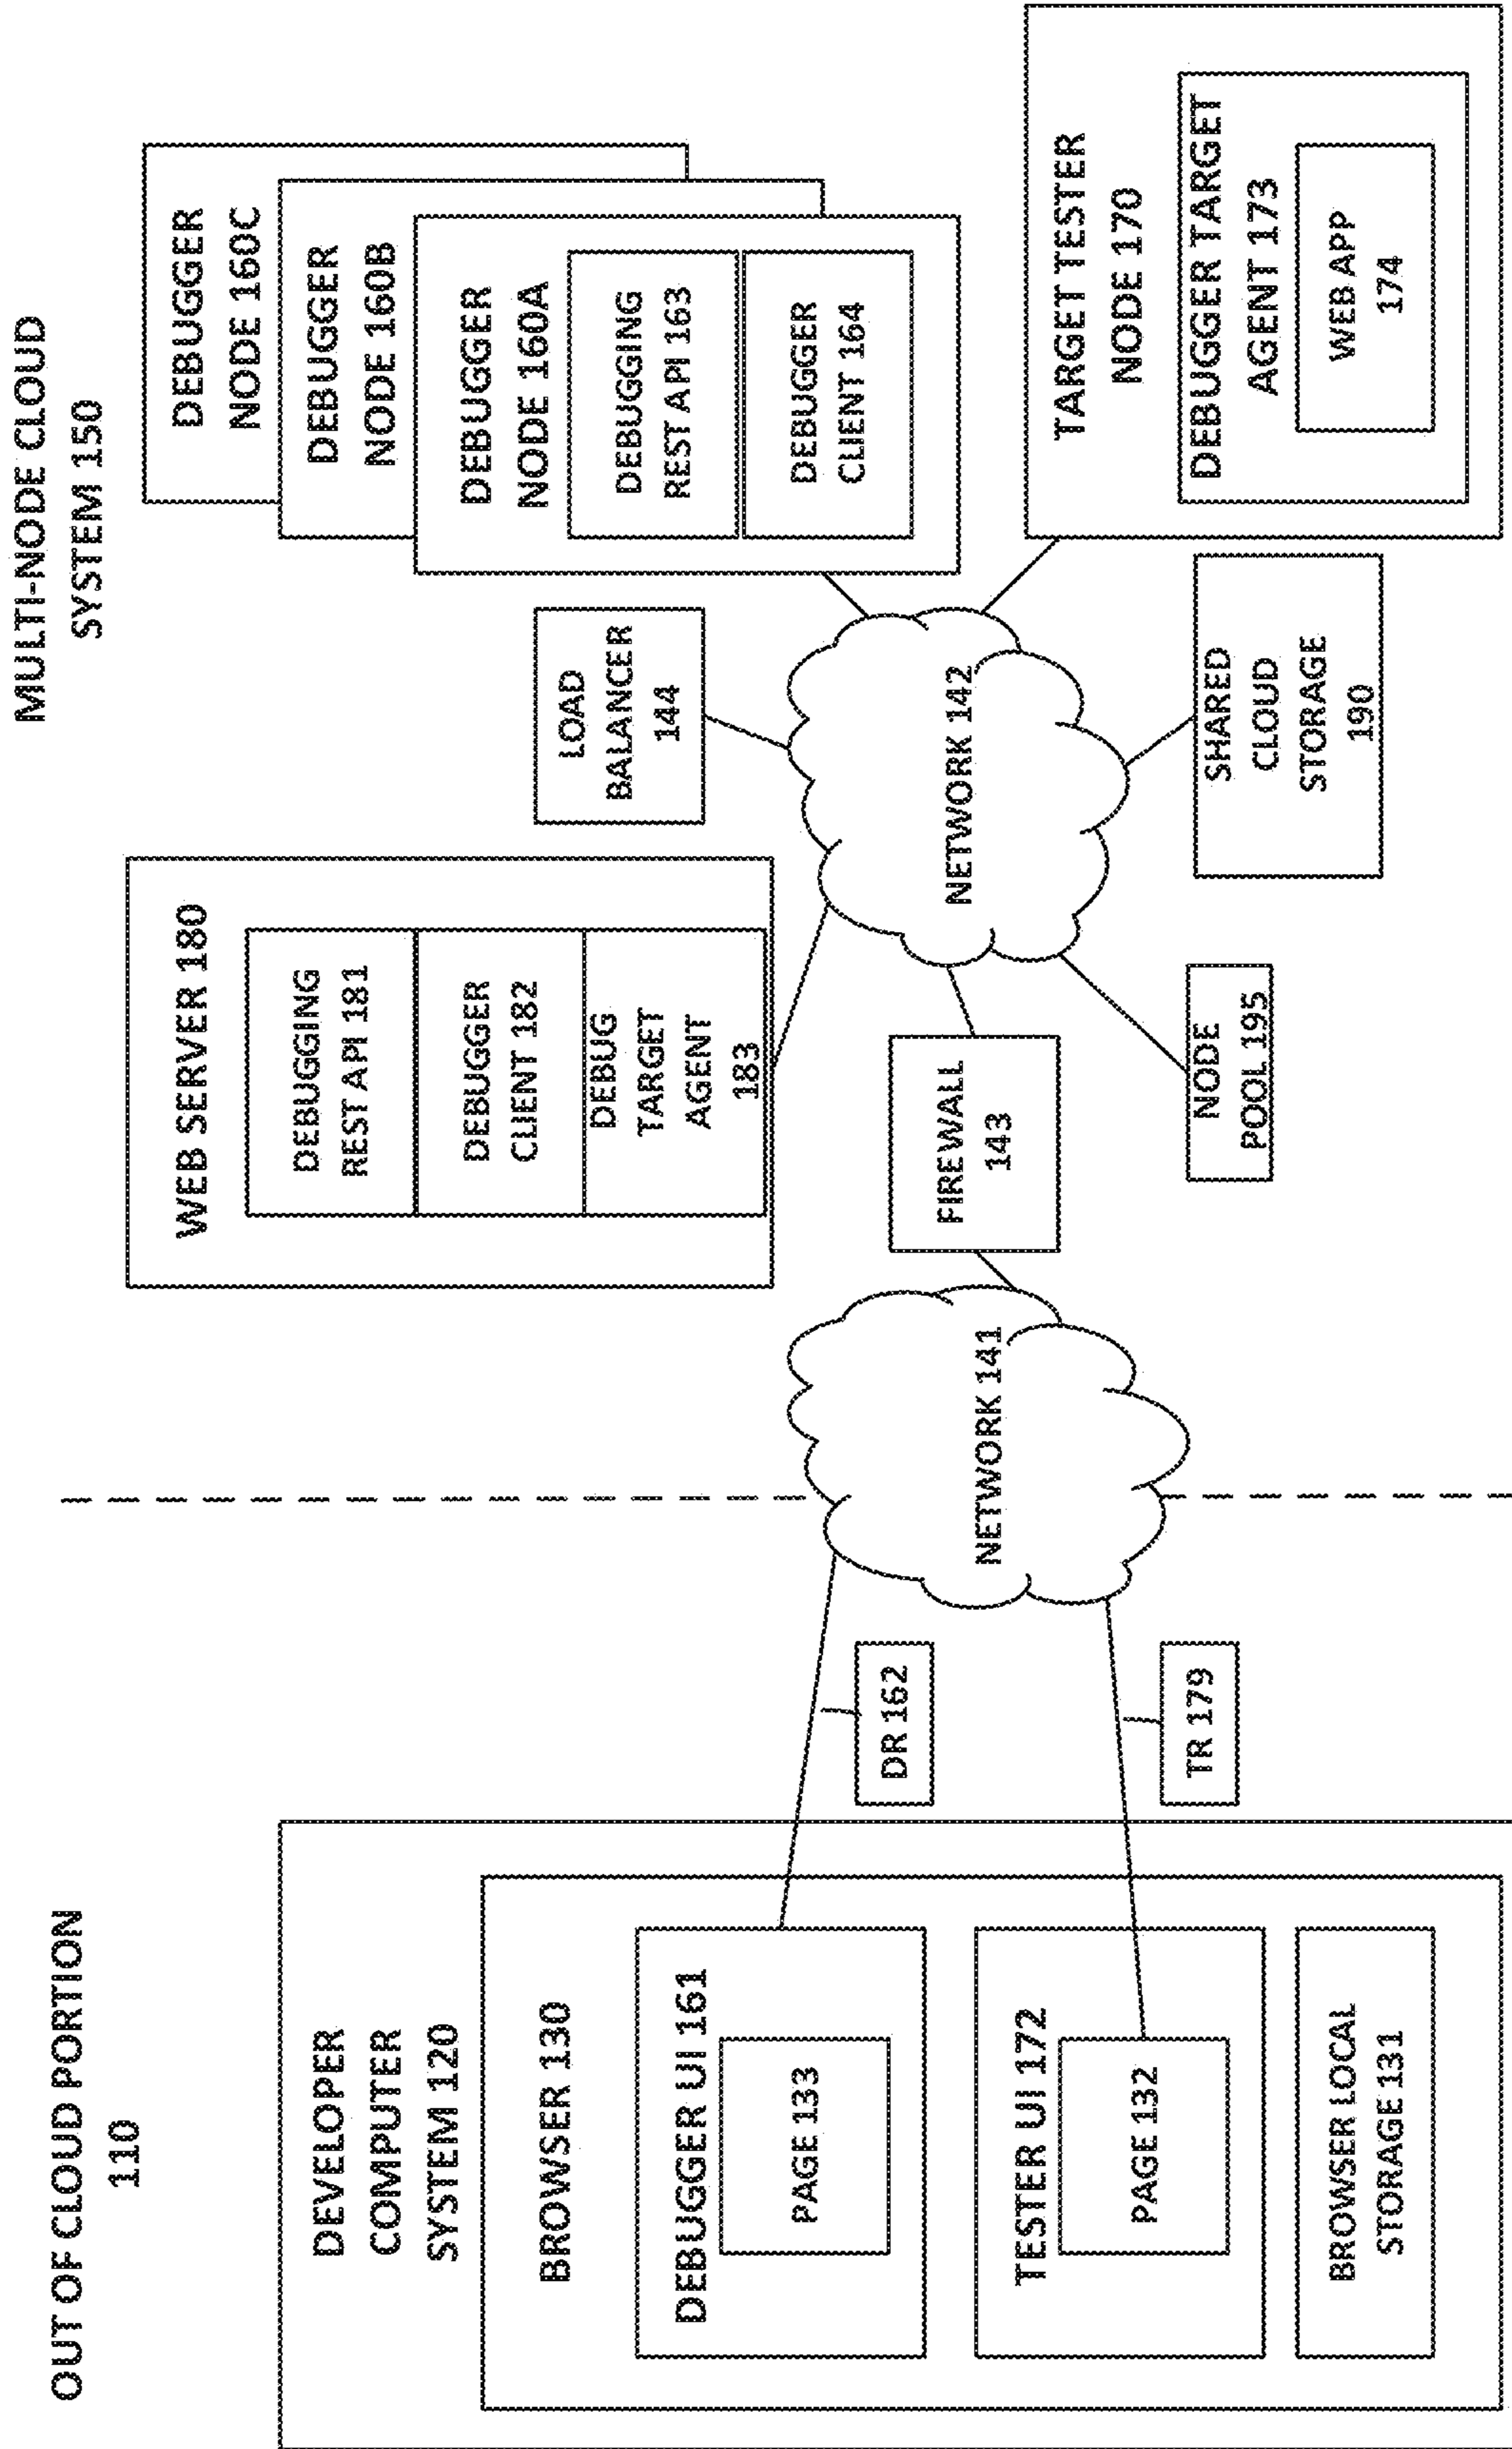 OUT OF CLOUD PORTION
110
DEVELOPER
COMPUTER
SYSTEM 120
BROWSER 130
DEBUGGER UI 161
PAGE 133
TESTER UI 172
PAGE 132
BROWSER LOCAL
STORAGE 131
DR 162
TR 179
NETWORK 141
MULTI-NODE CLOUD
SYSTEM 150
WEB SERVER 180
DEBUGGING
REST API 181
DEBUGGER
CLIENT 182
DEBUG
TARGET
AGENT
183
FIREWALL
143
NODE
POOL 195
LOAD
BALANCER
144
NETWORK 142
SHARED
CLOUD
STORAGE
190
DEBUGGER
NODE 160C
DEBUGGER
NODE 160B
DEBUGGER
NODE 160A
DEBUGGING
REST API 163
DEBUGGER
CLIENT 164
TARGET TESTER
NODE 170
DEBUGGER TARGET
AGENT 173
WEB APP
174